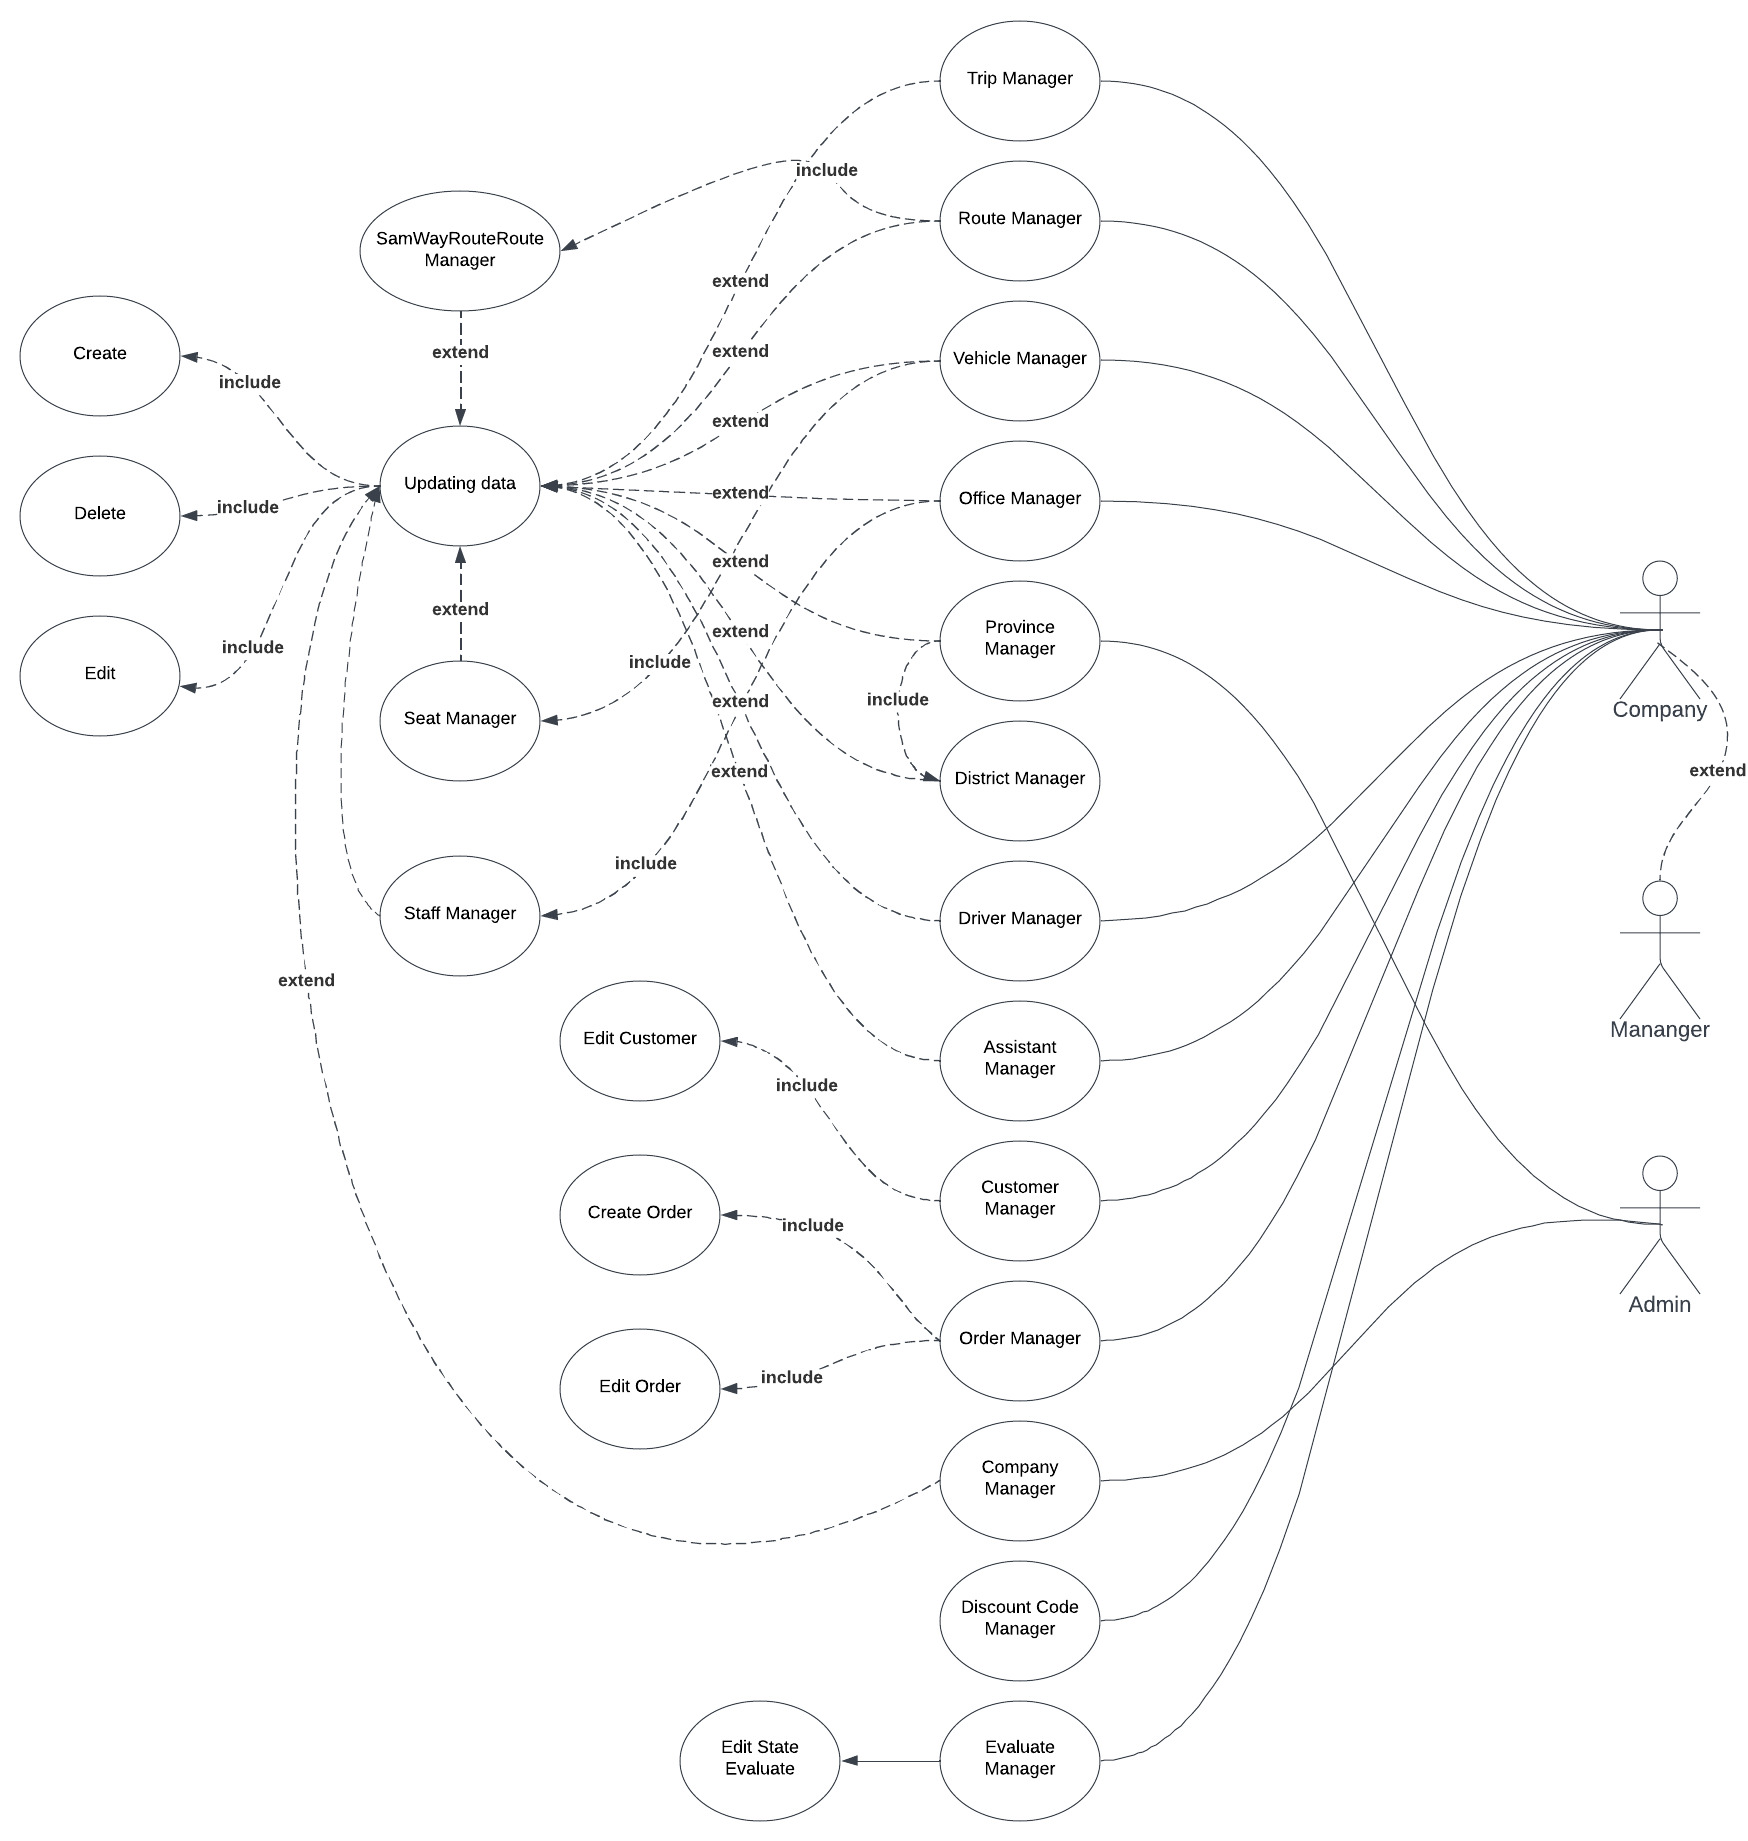 Trip Manager
include
Route Manager
SamWayRouteRoute
Manager
extend
extend
extend
Create
include
Vehicle Manager
extend
Updating data
extend
Office Manager
Delete
include
extend
extend
include
Edit
extend
include
Province
Manager
Seat Manager
include
extend
Company
extend
extend
District Manager
include
Staff Manager
Driver Manager
extend
Mananger
Edit Customer
Assistant
Manager
include
Create Order
include
Customer
Manager
Admin
Order Manager
Edit Order
include
Company
Manager
Discount Code
Manager
Edit State
Evaluate
Evaluate
Manager